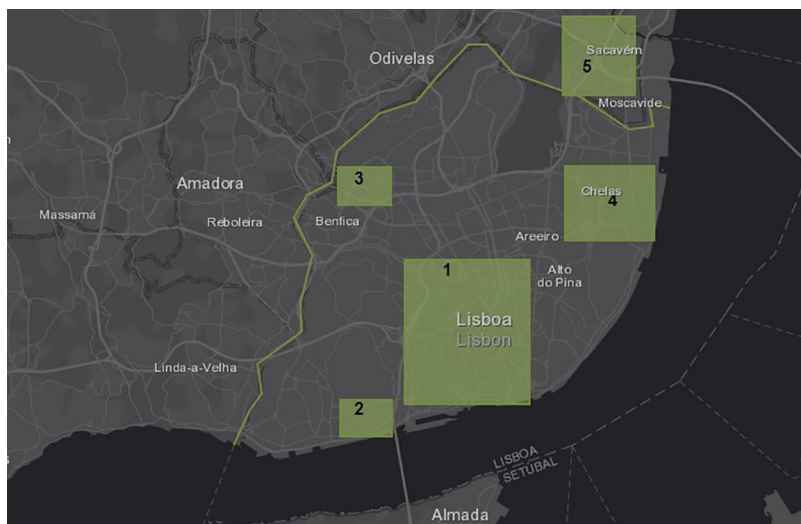 Sacavém
5
Odivelas
Moscavide
3
Amadora
Chelas
4
Massamá
Reboleira
Benfica
Areeiro
1
Alto
do Pina
Lisboa
Lisbon
Linda-a-Velha
2
LISBOA
SETÚBAL
Almada